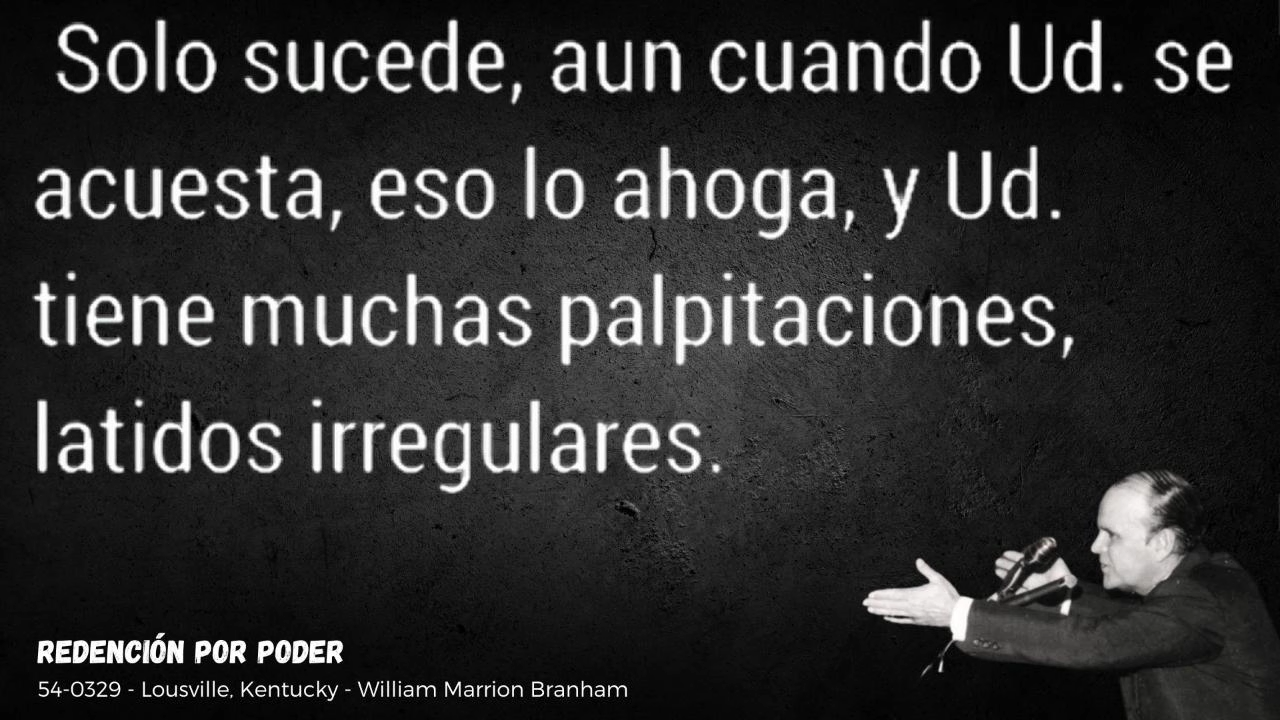 Solo sucede, aun cuando Ud. se
acuesta, eso lo ahoga, y Ud.
tiene muchas palpitaciones,
latidos irregulares.
REDENCIÓN POR PODER
54-0329 - Lousville, Kentucky - William Marrion Branham